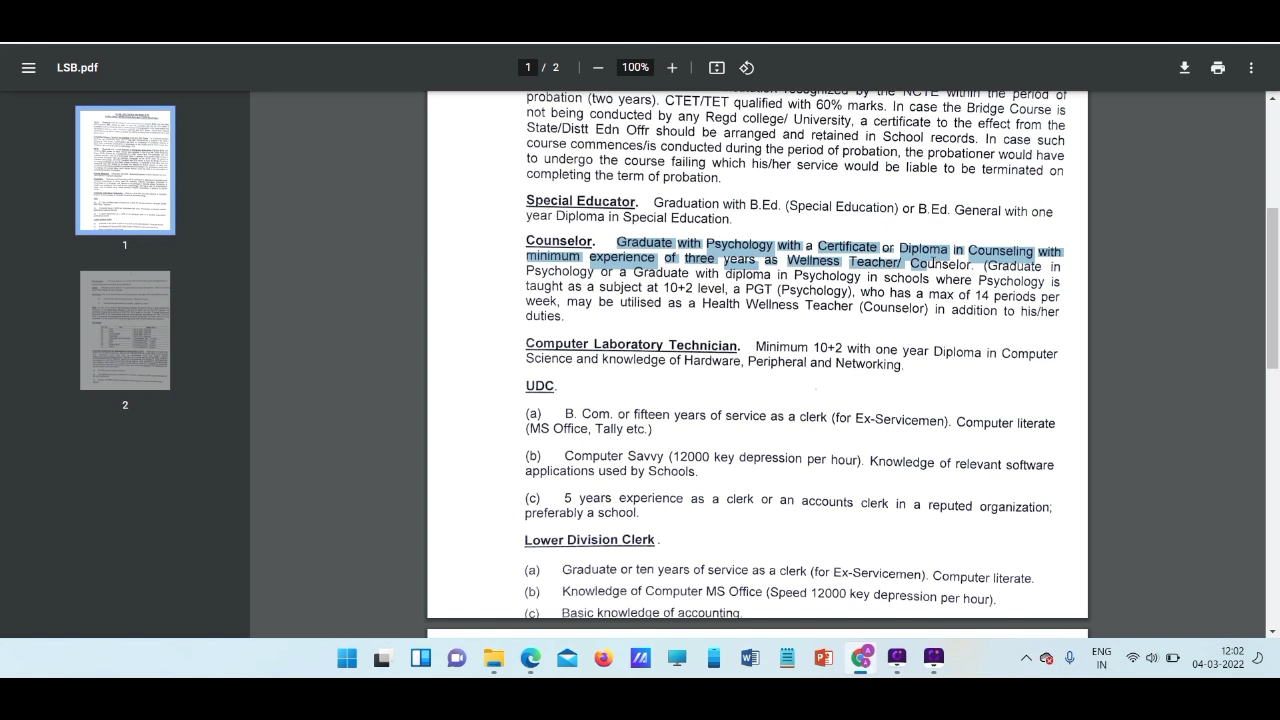 LSB.pdf
1 / 2
100%
recognized by the NCTE within the period of
probation (two years). CTET/TET qualified with 60% marks. In case the Bridge Course is
not being conducted by any Regd college/ University, a certificate to the effect from the
State/Distt Edn Offr should be arranged and retained in School records. In case such
course commences/is conducted during the period of probation, the probationer would have
to undergo the course failing which his/her service would be liable to be terminated on
completing the term of probation.
Special Educator. Graduation with B.Ed. (Special Education) or B.Ed. General with one
year Diploma in Special Education.
Counselor. Graduate with Psychology with a Certificate or Diploma in Counseling with
minimum experience of three years as Wellness Teacher/ Counselor. (Graduate in
Psychology or a Graduate with diploma in Psychology in schools where Psychology is
taught as a subject at 10+2 level, a PGT (Psychology), who has a max of 14 periods per
week, may be utilised as a Health Wellness Teacher (Counselor) in addition to his/her
duties.
Computer Laboratory Technician. Minimum 10+2 with one year Diploma in Computer
Science and knowledge of Hardware, Peripheral and Networking.
UDC.
(a) B. Com. or fifteen years of service as a clerk (for Ex-Servicemen). Computer literate
(MS Office, Tally etc.)
(b) Computer Savvy (12000 key depression per hour). Knowledge of relevant software
applications used by Schools.
(c) 5 years experience as a clerk or an accounts clerk in a reputed organization;
preferably a school.
Lower Division Clerk .
(a) Graduate or ten years of service as a clerk (for Ex-Servicemen). Computer literate.
(b) Knowledge of Computer MS Office (Speed 12000 key depression per hour).
(c) Basic knowledge of accounting.
1
2
ENG
IN
12:02
04-03-2022